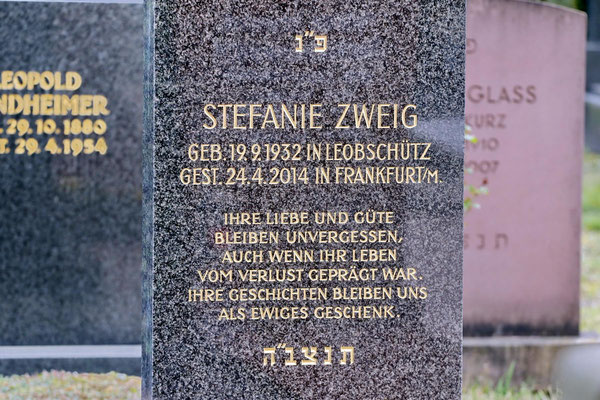 LEOPOLD
29.10.1880
29.4.1954
פ"נ
STEFANIE ZWEIG
GEB. 19.9.1932 IN LEOBSCHÜTZ
GEST. 24.4.2014 IN FRANKFURT/M.
IHRE LIEBE UND GÜTE
BLEIBEN UNVERGESSEN,
AUCH WENN IHR LEBEN
VOM VERLUST GEPRÄGT WAR.
IHRE GESCHICHTEN BLEIBEN UNS
ALS EWIGES GESCHENK.
תנצב"ה
GLASS